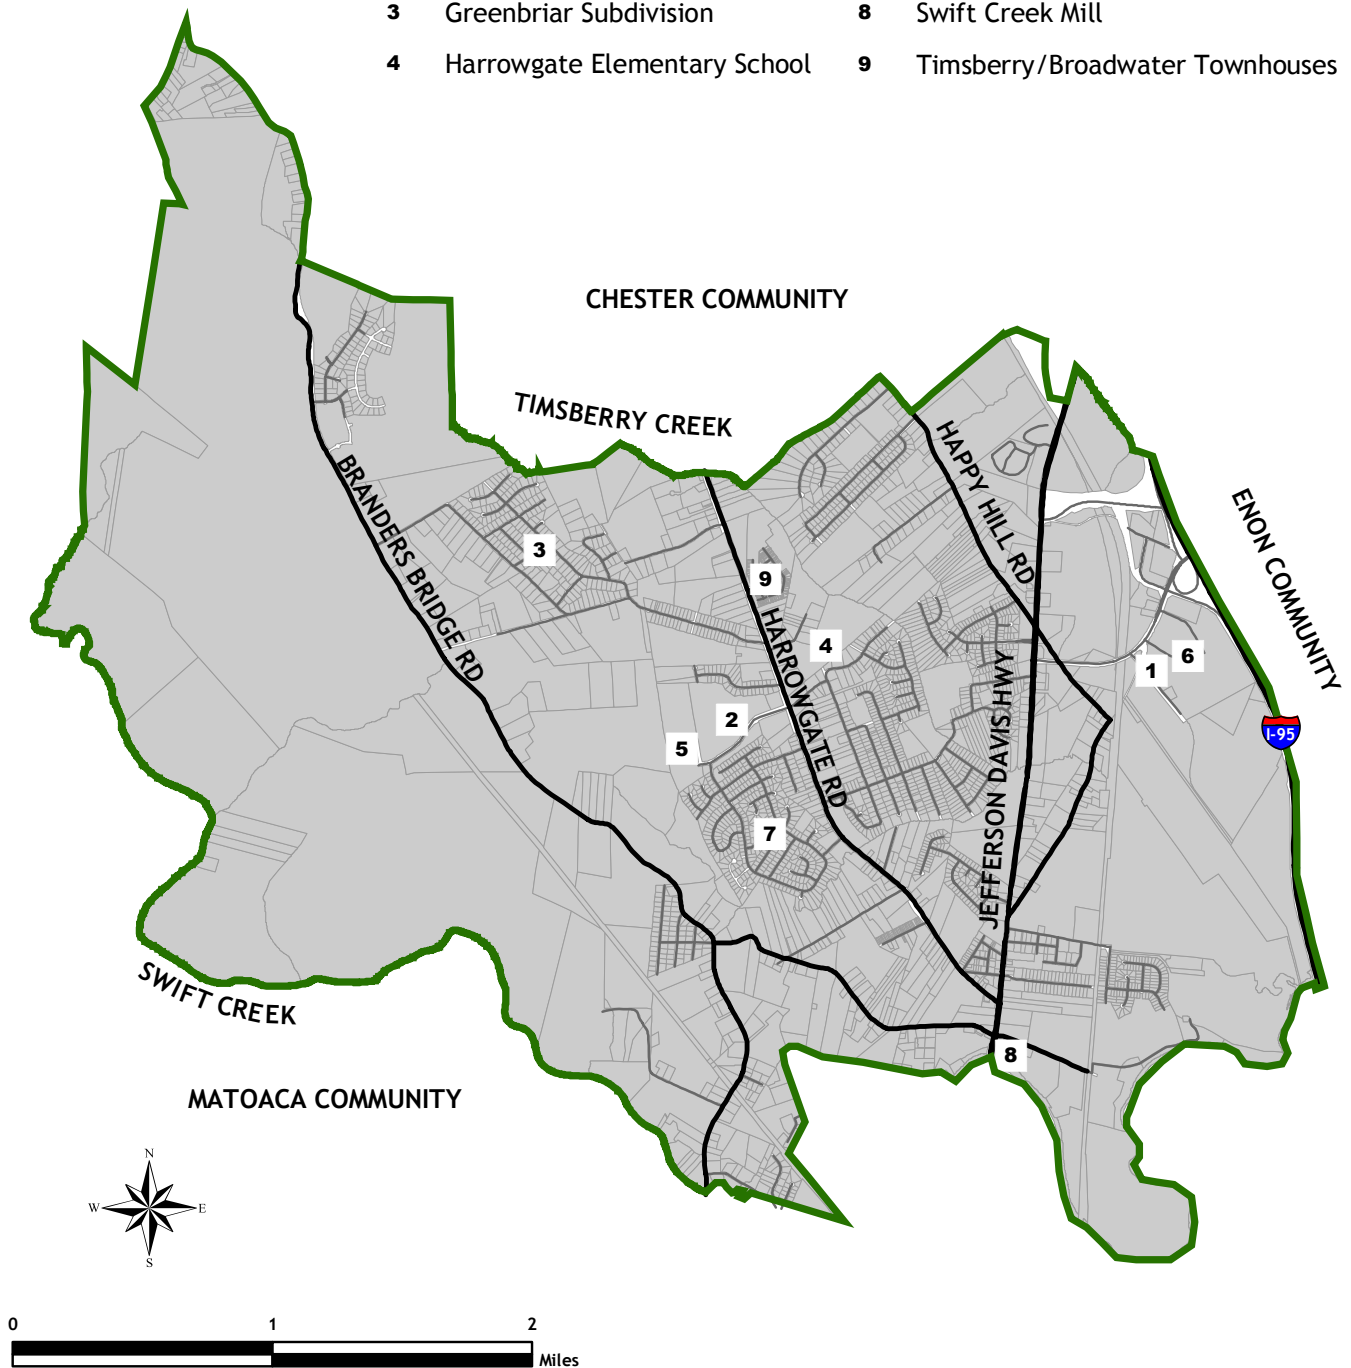 3 Greenbriar Subdivision 8 Swift Creek Mill
4 Harrowgate Elementary School 9 Timsberry/Broadwater Townhouses
CHESTER COMMUNITY
TIMSBERRY CREEK
HAPPY HILL RD
BRANDERS BRIDGE RD
ENON COMMUNITY
3
9
HARROWGATE RD
4
6
1
JEFFERSON DAVIS HWY
2
5
I-95
7
SWIFT CREEK
8
MATOACA COMMUNITY
N
W E
S
0 1 2
Miles